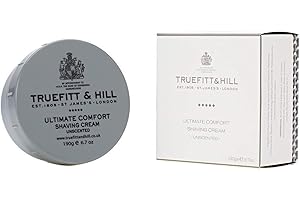 TRUEFITT & HILL
EST. 1805 • ST JAMES'S • LONDON
ULTIMATE COMFORT
SHAVING CREAM
UNSCENTED
www.truefittandhill.co.uk
190g ℮ 6.7 oz
TRUEFITT & HILL
EST. 1805 • ST JAMES'S • LONDON
ULTIMATE COMFORT
SHAVING CREAM
UNSCENTED